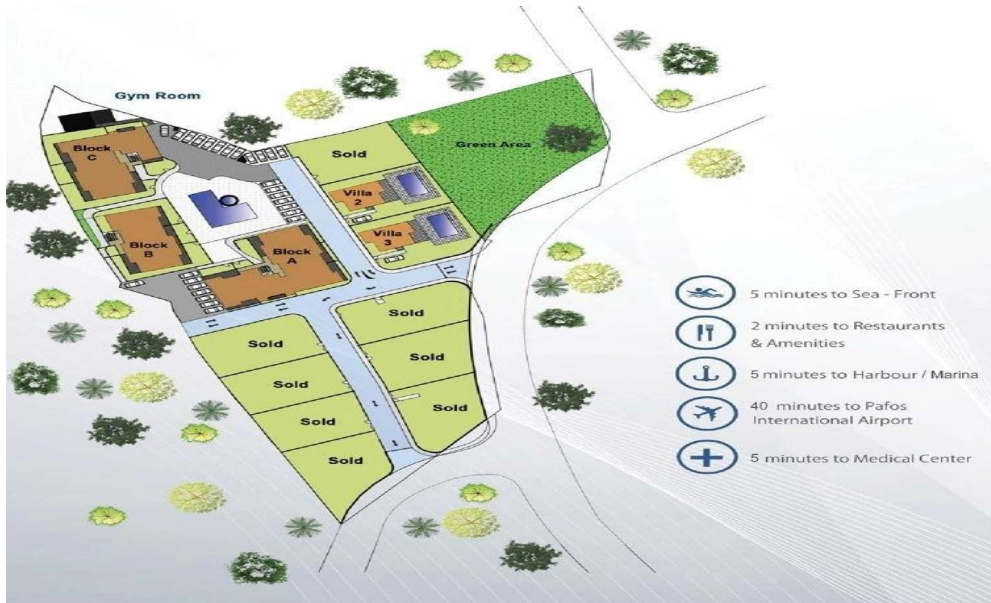 Gym Room
Block
C
Sold
Green Area
Villa
2
Block
B
Villa
3
Block
A
Sold
Sold
Sold
Sold
Sold
Sold
Sold
5 minutes to Sea - Front
2 minutes to Restaurants
& Amenities
5 minutes to Harbour / Marina
40 minutes to Pafos
International Airport
5 minutes to Medical Center